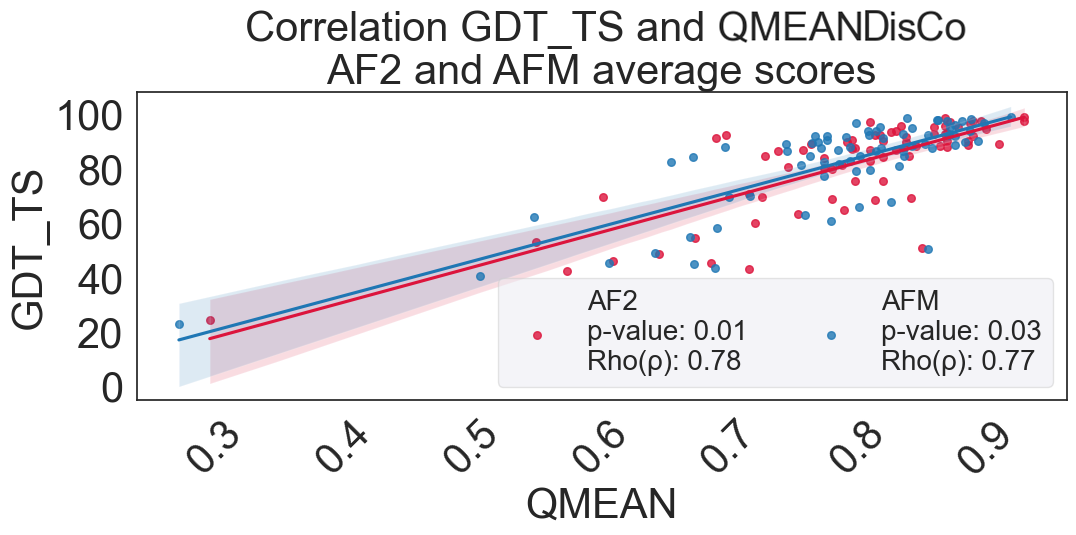 Correlation GDT_TS and QMEANDisCo
AF2 and AFM average scores
GDT_TS
100
80
60
40
20
0
AF2
p-value: 0.01
Rho(ρ): 0.78
AFM
p-value: 0.03
Rho(ρ): 0.77
0.3
0.4
0.5
0.6
0.7
0.8
0.9
QMEAN